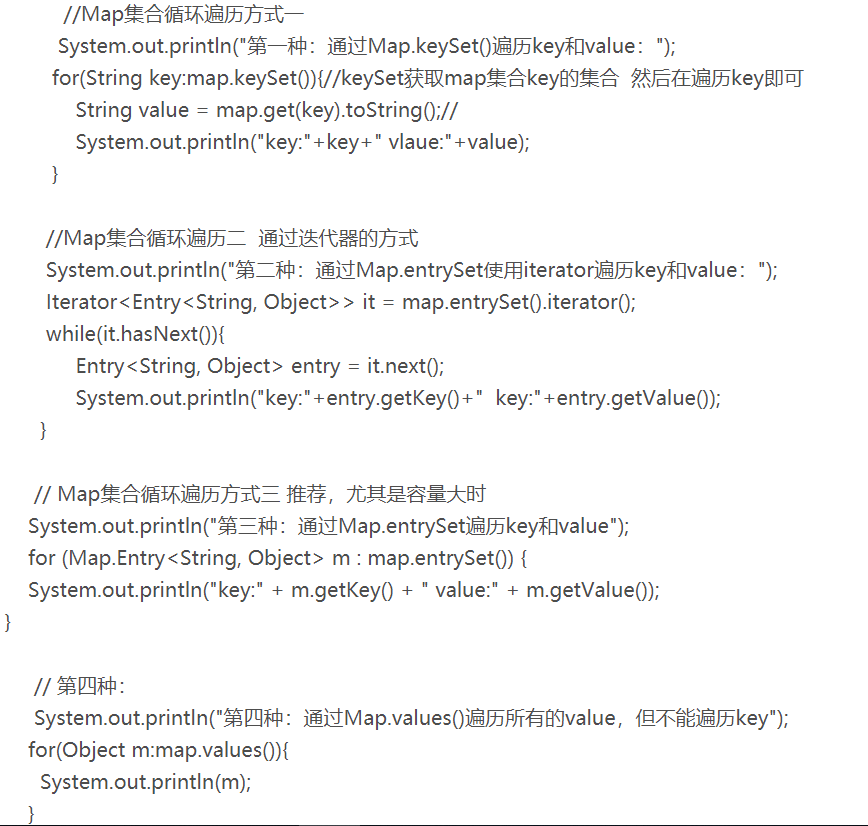 //Map集合循环遍历方式一
System.out.println("第一种：通过Map.keySet()遍历key和value：");
for(String key:map.keySet()){//keySet获取map集合key的集合  然后在遍历key即可
String value = map.get(key).toString();//
System.out.println("key:"+key+" vlaue:"+value);
}
//Map集合循环遍历二  通过迭代器的方式
System.out.println("第二种：通过Map.entrySet使用iterator遍历key和value：");
Iterator<Entry<String, Object>> it = map.entrySet().iterator();
while(it.hasNext()){
Entry<String, Object> entry = it.next();
System.out.println("key:"+entry.getKey()+"  key:"+entry.getValue());
}
// Map集合循环遍历方式三 推荐，尤其是容量大时
System.out.println("第三种：通过Map.entrySet遍历key和value");
for (Map.Entry<String, Object> m : map.entrySet()) {
System.out.println("key:" + m.getKey() + " value:" + m.getValue());
}
// 第四种：
System.out.println("第四种：通过Map.values()遍历所有的value，但不能遍历key");
for(Object m:map.values()){
System.out.println(m);
}